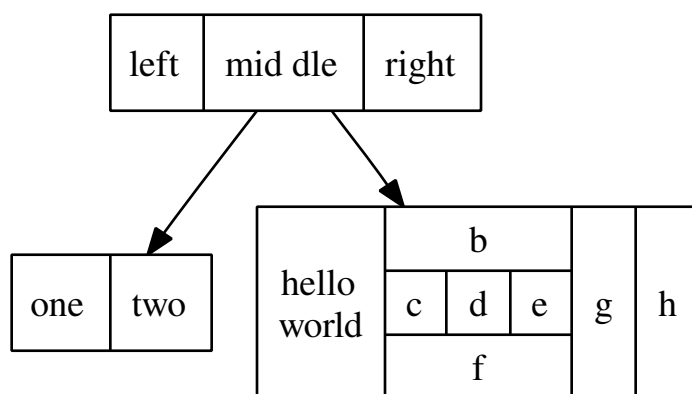 left mid dle right
one two
hello
world
b
c d e
f
g h